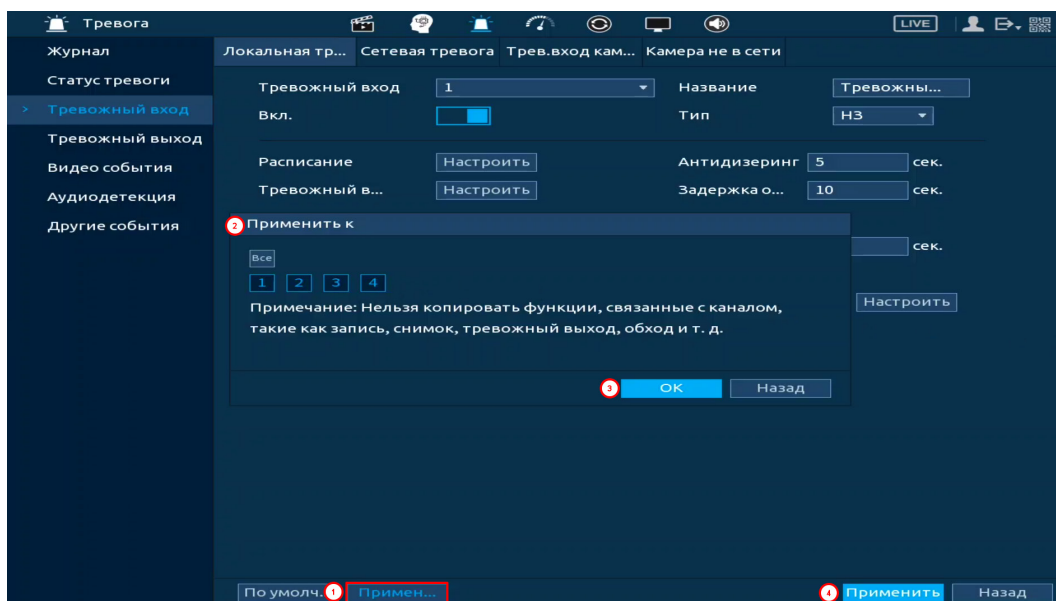 Тревога LIVE
Журнал
Статус тревоги
> Тревожный вход
Тревожный выход
Видео события
Аудиодетекция
Другие события
Локальная тр... Сетевая тревога Трев.вход кам... Камера не в сети
Тревожный вход 1 Название Тревожны...
Вкл. Тип НЗ
Расписание Настроить Антидизеринг 5 сек.
Тревожный в... Настроить Задержка о... 10 сек.
2 Применить к
сек.
Все
1 2 3 4
Настроить
Примечание: Нельзя копировать функции, связанные с каналом,
такие как запись, снимок, тревожный выход, обход и т. д.
3 OK Назад
По умолч. 1 Примен... 4 Применить Назад